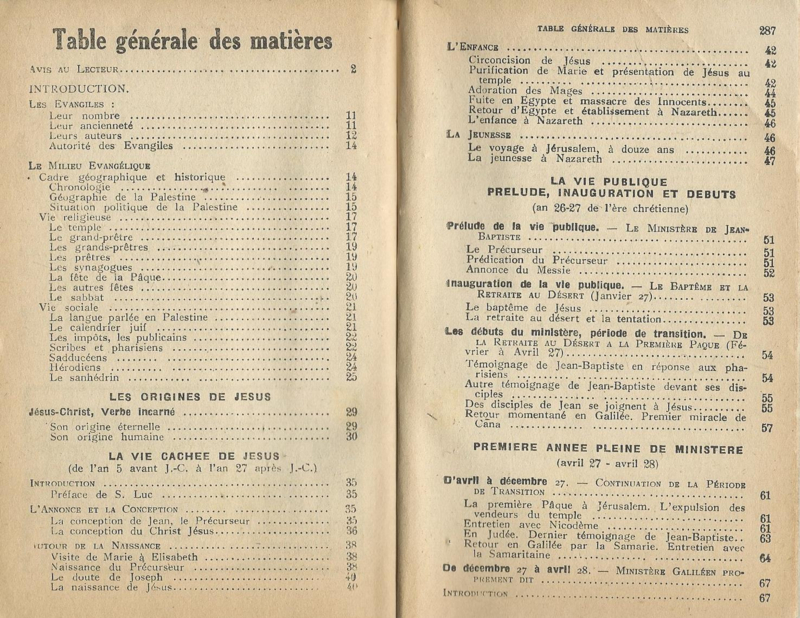 Table générale des matières
AVIS AU LECTEUR........ 2
INTRODUCTION.
LES EVANGILES :
Leur nombre ........ 11
Leur ancienneté ........ 11
Leurs auteurs ........ 12
Autorité des Evangiles ........ 14
LE MILIEU EVANGÉLIQUE
Cadre géographique et historique ........ 14
Chronologie ........ 14
Géographie de la Palestine ........ 15
Situation politique de la Palestine ........ 15
Vie religieuse ........ 17
Le temple ........ 17
Le grand-prêtre ........ 17
Les grands-prêtres ........ 19
Les prêtres ........ 19
Les synagogues ........ 19
La fête de la Pâque........ 20
Les autres fêtes ........ 20
Le sabbat ........ 20
Vie sociale ........ 21
La langue parlée en Palestine ........ 21
Le calendrier juif ........ 21
Les impôts, les publicains ........ 22
Scribes et pharisiens ........ 22
Sadducéens ........ 24
Hérodiens ........ 24
Le sanhédrin ........ 25
LES ORIGINES DE JESUS
Jésus-Christ, Verbe incarné ........ 29
Son origine éternelle ........ 29
Son origine humaine ........ 30
LA VIE CACHEE DE JESUS
(de l'an 5 avant J.-C. à l'an 27 après J.-C.)
INTRODUCTION ........ 35
Préface de S. Luc ........ 35
L'ANNONCE ET LA CONCEPTION ........ 35
La conception de Jean, le Précurseur ........ 35
La conception du Christ Jésus........ 36
AUTOUR DE LA NAISSANCE ........ 38
Visite de Marie à Elisabeth ........ 38
Naissance du Précurseur ........ 38
Le doute de Joseph ........ 40
La naissance de Jésus........ 40
TABLE GÉNÉRALE DES MATIÈRES 287
L'ENFANCE ........ 42
Circoncision de Jésus ........ 42
Purification de Marie et présentation de Jésus au
temple ........ 42
Adoration des Mages ........ 44
Fuite en Egypte et massacre des Innocents........ 45
Retour d'Egypte et établissement à Nazareth........ 45
L'enfance à Nazareth ........ 46
LA JEUNESSE ........ 46
Le voyage à Jérusalem, à douze ans ........ 46
La jeunesse à Nazareth ........ 47
LA VIE PUBLIQUE
PRELUDE, INAUGURATION ET DEBUTS
(an 26-27 de l'ère chrétienne)
Prélude de la vie publique. — LE MINISTÈRE DE JEAN-
BAPTISTE ........ 51
Le Précurseur ........ 51
Prédication du Précurseur ........ 51
Annonce du Messie ........ 52
Inauguration de la vie publique. — LE BAPTÊME ET LA
RETRAITE AU DÉSERT (Janvier 27)........ 53
Le baptême de Jésus ........ 53
La retraite au désert et la tentation........ 53
Les débuts du ministère, période de transition. — DE
LA RETRAITE AU DÉSERT A LA PREMIÈRE PAQUE (Fé-
vrier à Avril 27)........ 54
Témoignage de Jean-Baptiste en réponse aux pha-
risiens ........ 54
Autre témoignage de Jean-Baptiste devant ses dis-
ciples ........ 55
Des disciples de Jean se joignent à Jésus........ 55
Retour momentané en Galilée. Premier miracle de
Cana ........ 57
PREMIERE ANNEE PLEINE DE MINISTERE
(avril 27 - avril 28)
D'avril à décembre 27. — CONTINUATION DE LA PÉRIODE
DE TRANSITION ........ 61
La première Pâque à Jérusalem. L'expulsion des
vendeurs du temple ........ 61
Entretien avec Nicodème ........ 61
En Judée. Dernier témoignage de Jean-Baptiste.. 63
Retour en Galilée par la Samarie. Entretien avec
la Samaritaine ........ 64
De décembre 27 à avril 28. — MINISTÈRE GALILÉEN PRO-
PREMENT DIT ........ 67
INTRODUCTION ........ 67